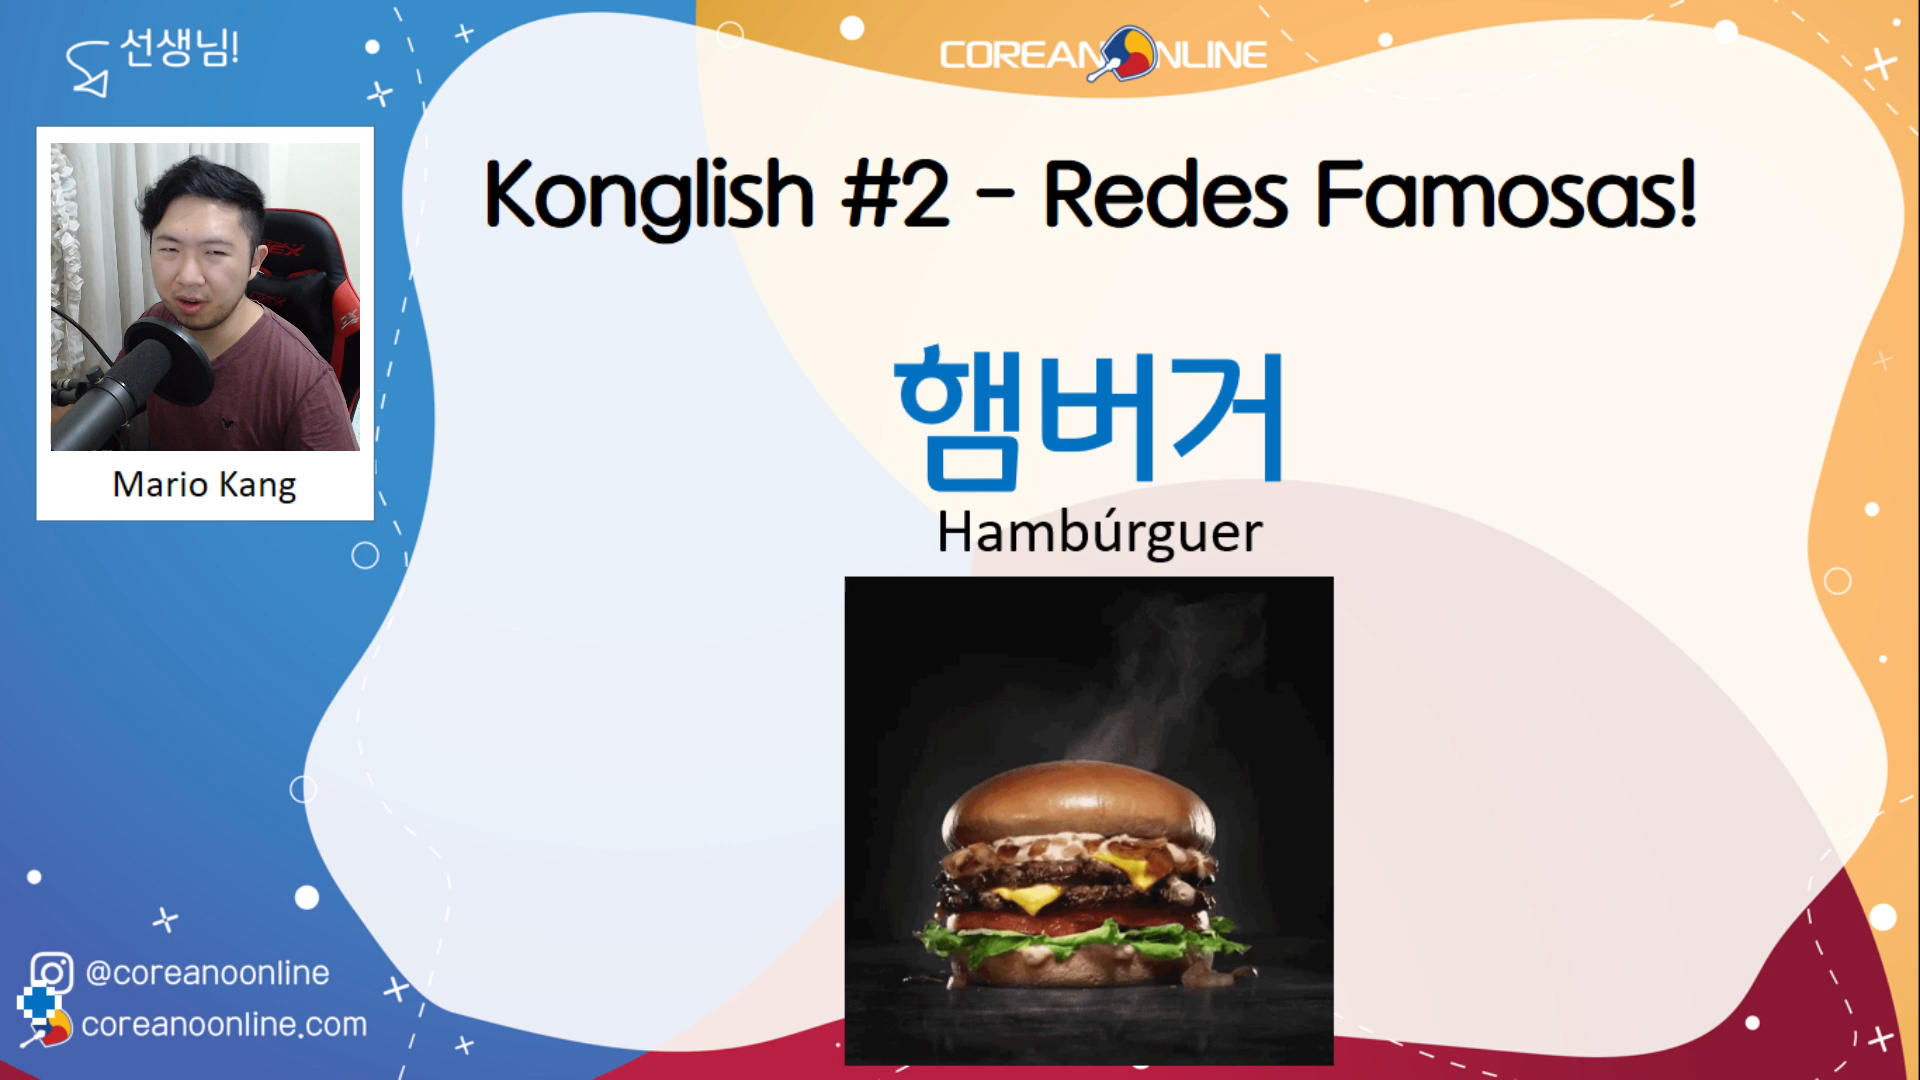 선생님!
COREANONLINE
Konglish #2 - Redes Famosas!
Mario Kang
햄버거
Hambúrguer
@coreanoonline
coreanoonline.com